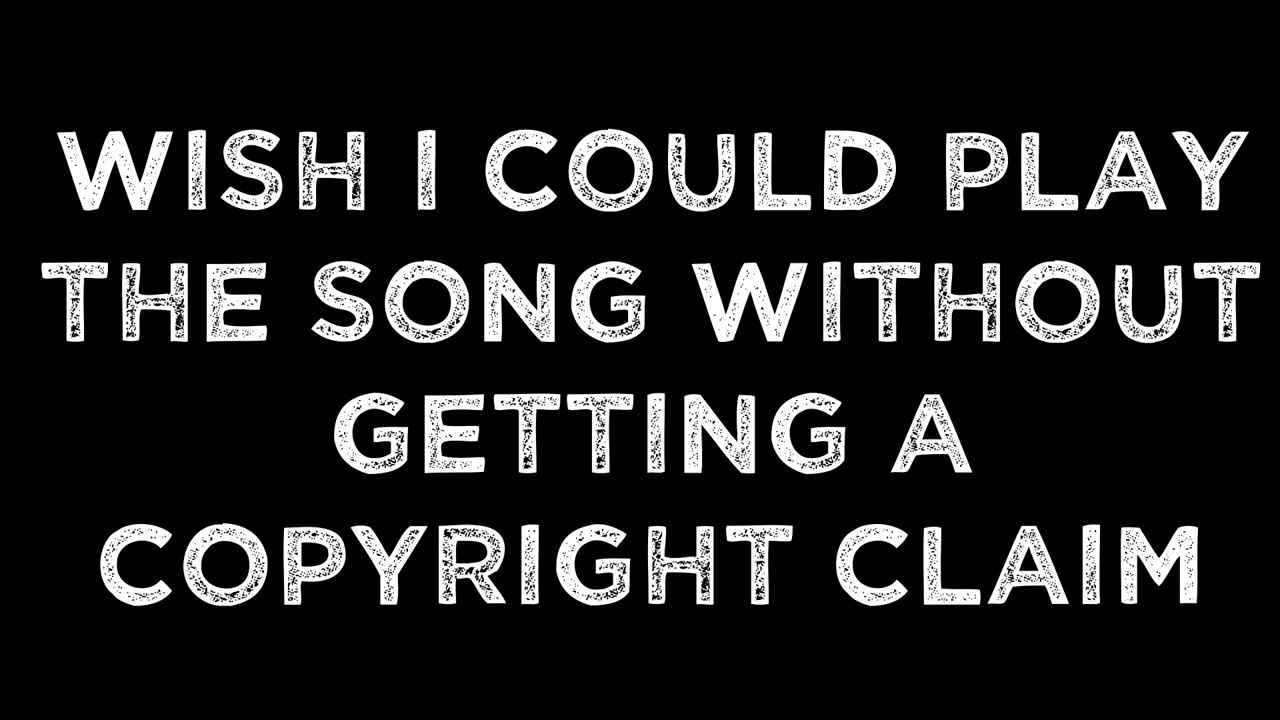 WISH I COULD PLAY
THE SONG WITHOUT
GETTING A
COPYRIGHT CLAIM